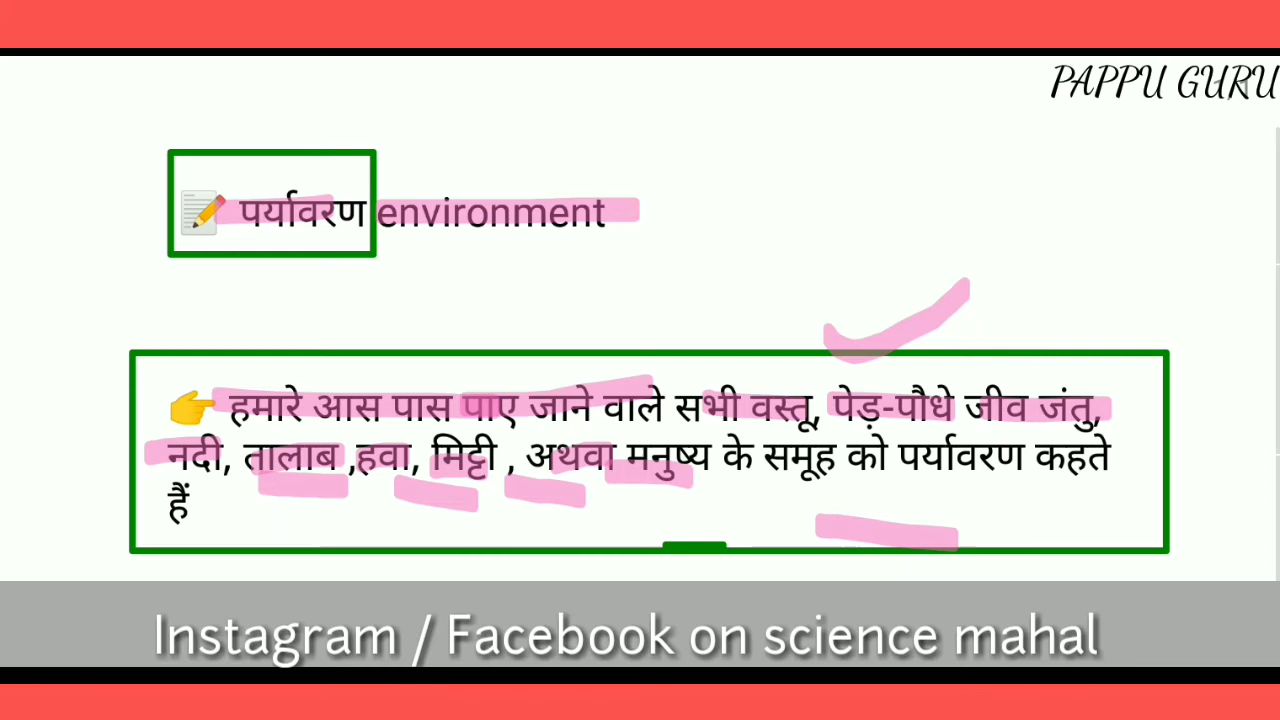 PAPPU GURU
📝 पर्यावरण environment
👉 हमारे आस पास पाए जाने वाले सभी वस्तू, पेड़-पौधे जीव जंतु,
नदी, तालाब ,हवा, मिट्टी , अथवा मनुष्य के समूह को पर्यावरण कहते
हैं
Instagram / Facebook on science mahal